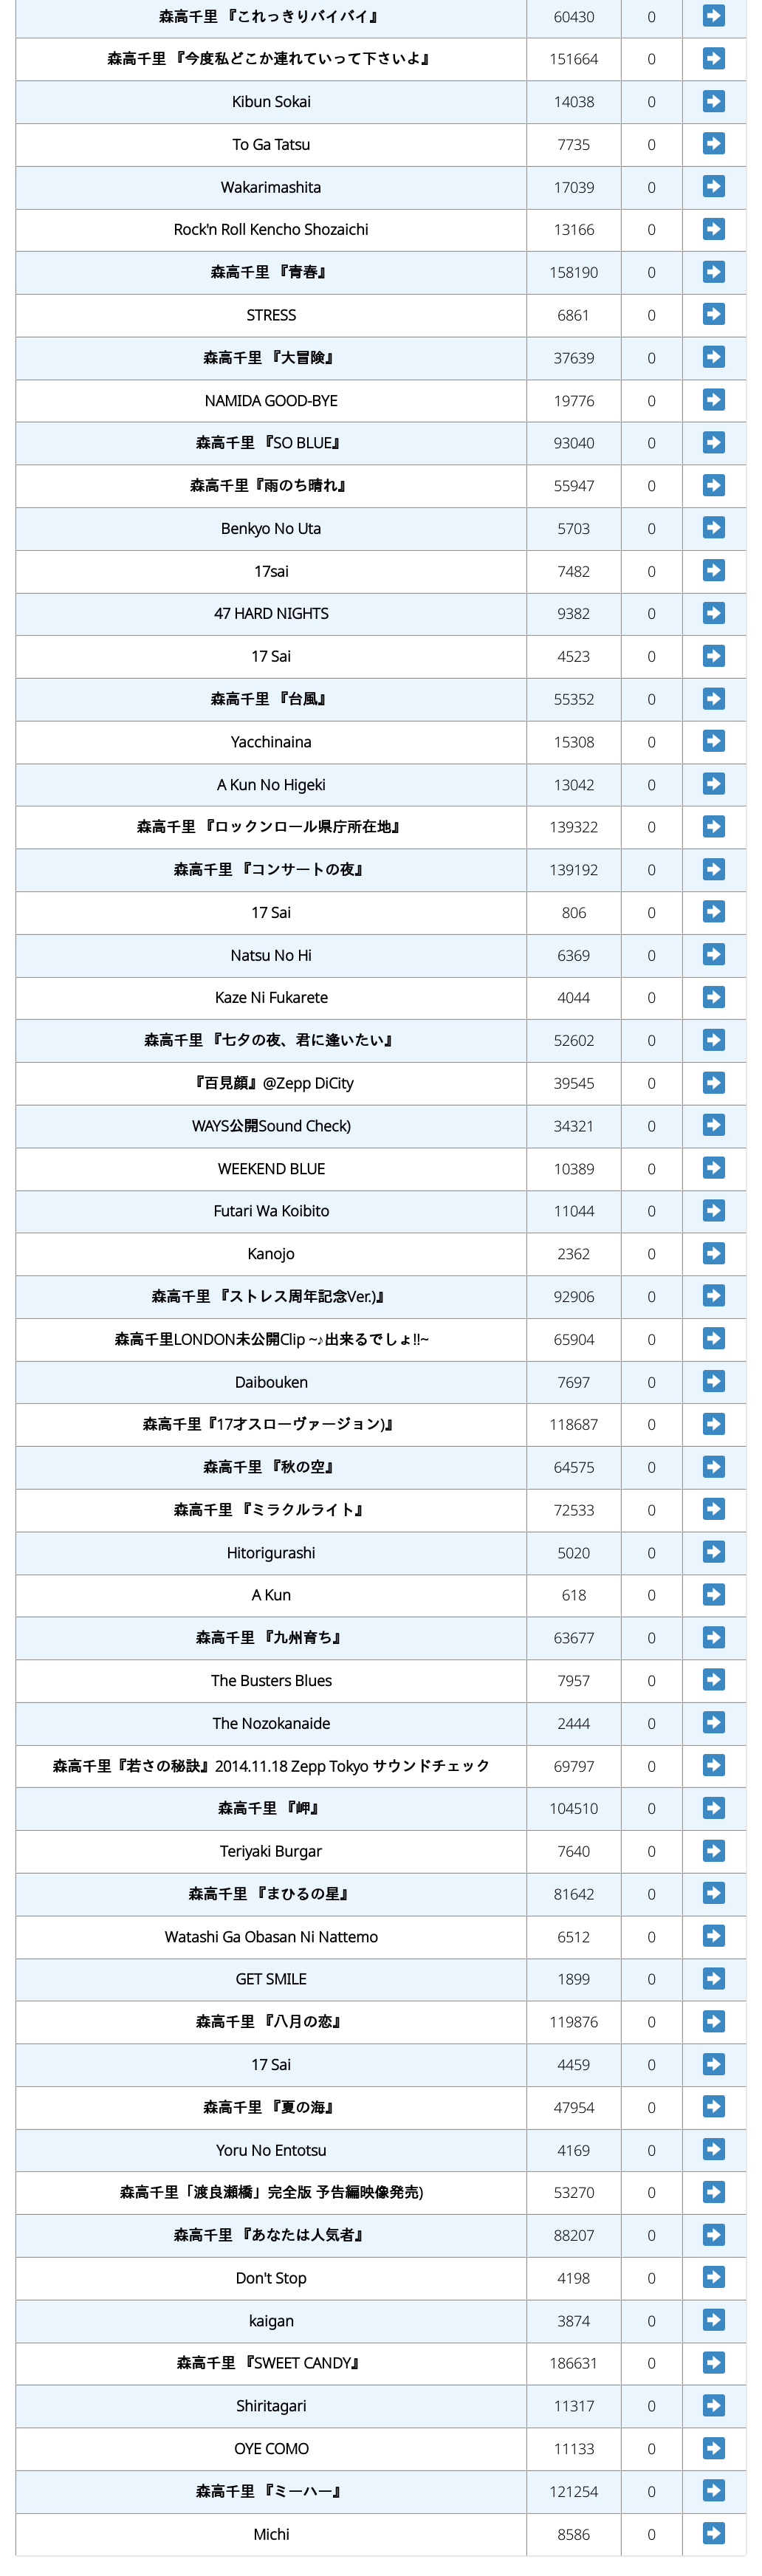 森高千里 『これっきりバイバイ』 60430 0
森高千里 『今度私どこか連れていって下さいよ』 151664 0
Kibun Sokai 14038 0
To Ga Tatsu 7735 0
Wakarimashita 17039 0
Rock'n Roll Kencho Shozaichi 13166 0
森高千里 『青春』 158190 0
STRESS 6861 0
森高千里 『大冒険』 37639 0
NAMIDA GOOD-BYE 19776 0
森高千里 『SO BLUE』 93040 0
森高千里『雨のち晴れ』 55947 0
Benkyo No Uta 5703 0
17sai 7482 0
47 HARD NIGHTS 9382 0
17 Sai 4523 0
森高千里 『台風』 55352 0
Yacchinaina 15308 0
A Kun No Higeki 13042 0
森高千里 『ロックンロール県庁所在地』 139322 0
森高千里 『コンサートの夜』 139192 0
17 Sai 806 0
Natsu No Hi 6369 0
Kaze Ni Fukarete 4044 0
森高千里 『七夕の夜、君に逢いたい』 52602 0
『百見顔』@Zepp DiCity 39545 0
WAYS公開Sound Check) 34321 0
WEEKEND BLUE 10389 0
Futari Wa Koibito 11044 0
Kanojo 2362 0
森高千里 『ストレス周年記念Ver.)』 92906 0
森高千里LONDON未公開Clip ~♪出来るでしょ!!~ 65904 0
Daibouken 7697 0
森高千里『17才スローヴァージョン)』 118687 0
森高千里 『秋の空』 64575 0
森高千里 『ミラクルライト』 72533 0
Hitorigurashi 5020 0
A Kun 618 0
森高千里 『九州育ち』 63677 0
The Busters Blues 7957 0
The Nozokanaide 2444 0
森高千里『若さの秘訣』2014.11.18 Zepp Tokyo サウンドチェック 69797 0
森高千里 『岬』 104510 0
Teriyaki Burgar 7640 0
森高千里 『まひるの星』 81642 0
Watashi Ga Obasan Ni Nattemo 6512 0
GET SMILE 1899 0
森高千里 『八月の恋』 119876 0
17 Sai 4459 0
森高千里 『夏の海』 47954 0
Yoru No Entotsu 4169 0
森高千里「渡良瀬橋」完全版 予告編映像発売) 53270 0
森高千里 『あなたは人気者』 88207 0
Don't Stop 4198 0
kaigan 3874 0
森高千里 『SWEET CANDY』 186631 0
Shiritagari 11317 0
OYE COMO 11133 0
森高千里 『ミーハー』 121254 0
Michi 8586 0